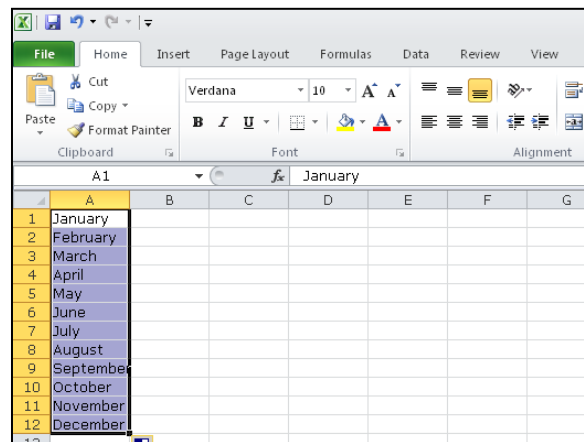 File Home Insert Page Layout Formulas Data Review View
Cut
Copy
Format Painter
Paste
Verdana 10 A A
B I U A
Clipboard Font Alignment
A1 fx January
A B C D E F G
1 January
2 February
3 March
4 April
5 May
6 June
7 July
8 August
9 September
10 October
11 November
12 December